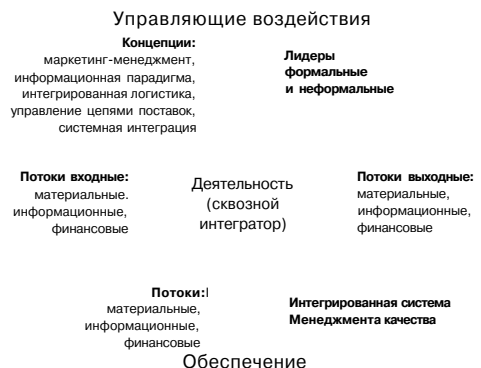 Управляющие воздействия
Концепции:
маркетинг-менеджмент,
информационная парадигма,
интегрированная логистика,
управление цепями поставок,
системная интеграция
Лидеры
формальные
и неформальные
Потоки входные:
материальные.
информационные,
финансовые
Деятельность
(сквозной
интегратор)
Потоки выходные:
материальные,
информационные,
финансовые
Потоки:l
материальные,
информационные,
финансовые
Интегрированная система
Менеджмента качества
Обеспечение